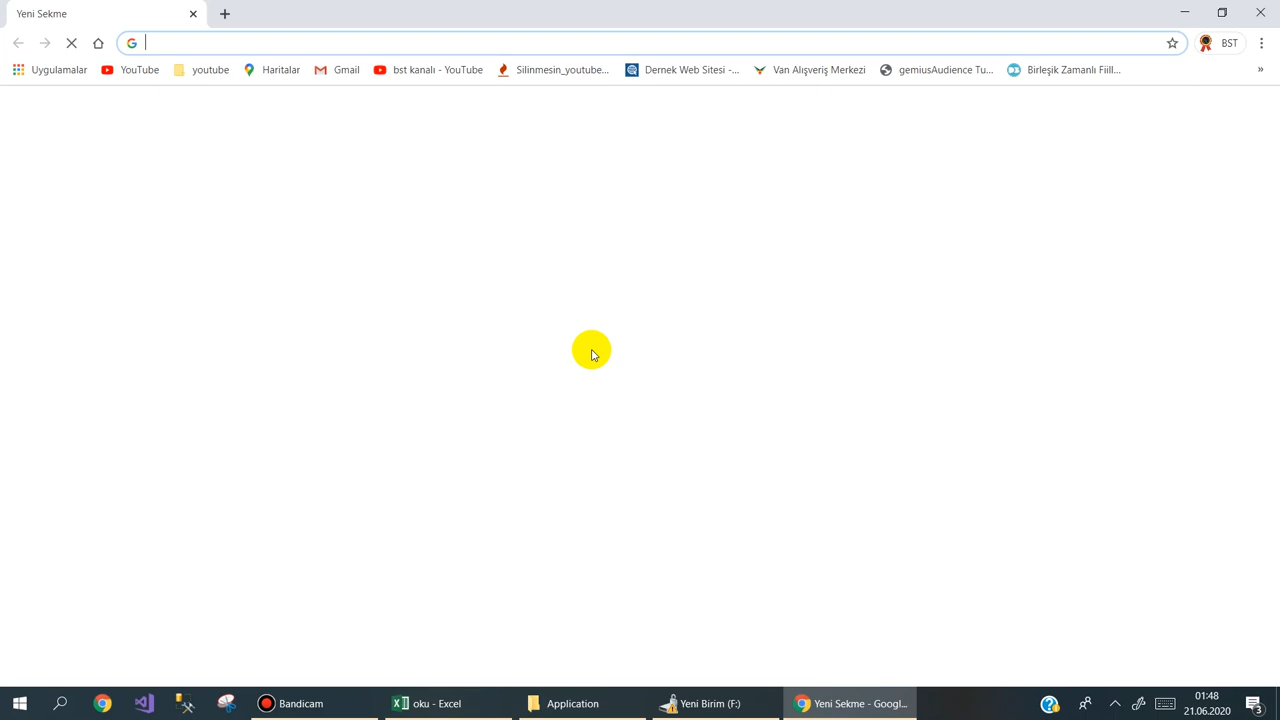 Yeni Sekme
BST
Uygulamalar YouTube youtube Haritalar Gmail bst kanalı - YouTube Silinmesin_youtube... Dernek Web Sitesi -... Van Alışveriş Merkezi gemiusAudience Tu... Birleşik Zamanlı Fiill... »
Bandicam oku - Excel Application Yeni Birim (F:) Yeni Sekme - Googl... 01:48
21.06.2020 3